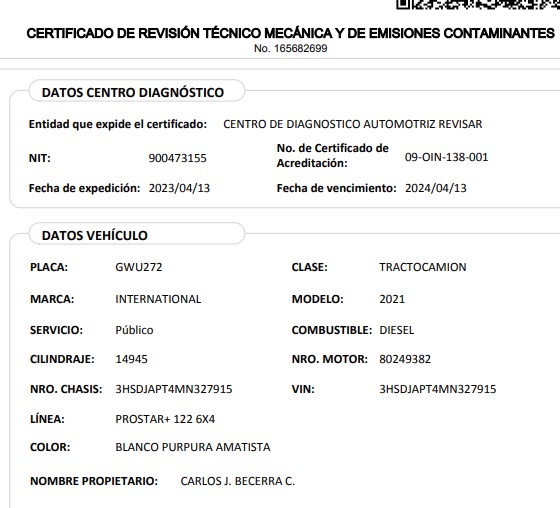 CERTIFICADO DE REVISIÓN TÉCNICO MECÁNICA Y DE EMISIONES CONTAMINANTES
No. 165682699
DATOS CENTRO DIAGNÓSTICO
Entidad que expide el certificado: CENTRO DE DIAGNOSTICO AUTOMOTRIZ REVISAR
NIT: 900473155 No. de Certificado de Acreditación: 09-OIN-138-001
Fecha de expedición: 2023/04/13 Fecha de vencimiento: 2024/04/13
DATOS VEHÍCULO
PLACA: GWU272 CLASE: TRACTOCAMION
MARCA: INTERNATIONAL MODELO: 2021
SERVICIO: Público COMBUSTIBLE: DIESEL
CILINDRAJE: 14945 NRO. MOTOR: 80249382
NRO. CHASIS: 3HSDJAPT4MN327915 VIN: 3HSDJAPT4MN327915
LÍNEA: PROSTAR+ 122 6X4
COLOR: BLANCO PURPURA AMATISTA
NOMBRE PROPIETARIO: CARLOS J. BECERRA C.